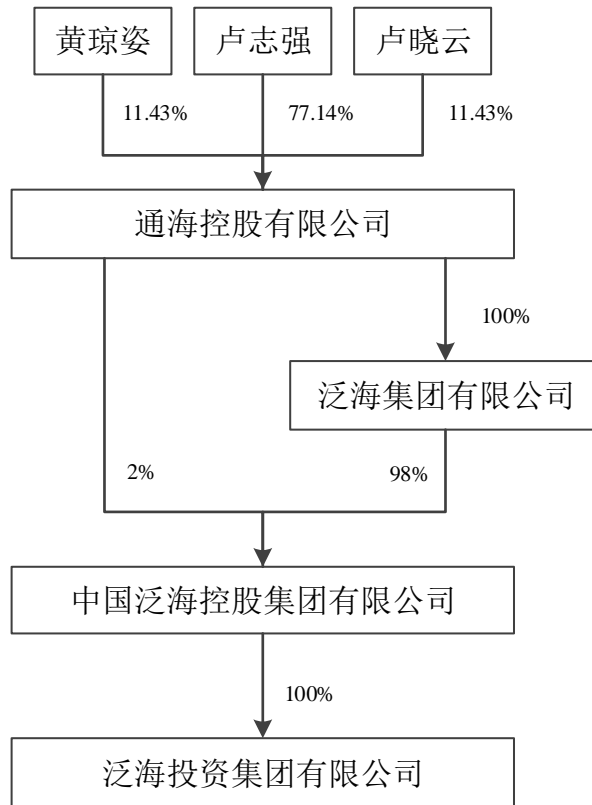 黄琼姿 卢志强 卢晓云
11.43% 77.14% 11.43%
通海控股有限公司
100%
泛海集团有限公司
2% 98%
中国泛海控股集团有限公司
100%
泛海投资集团有限公司